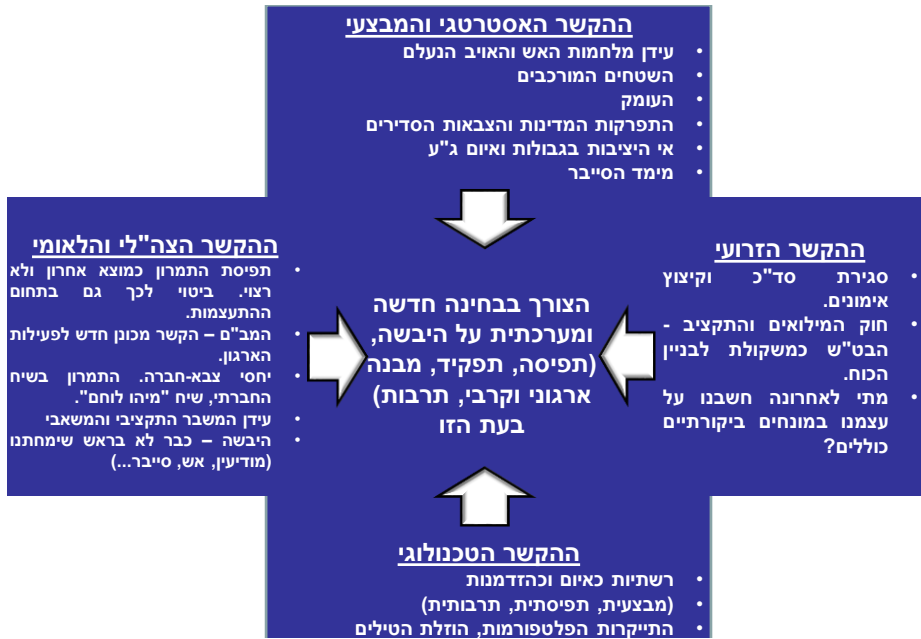 ההקשר האסטרטגי והמבצעי
• עידן מלחמות האש והאויב הנעלם
• השטחים המורכבים
• העומק
• התפרקות המדינות והצבאות הסדירים
• אי היציבות בגבולות ואיום ג"ע
• מימד הסייבר
ההקשר הזרועי
• סגירת סד"כ וקיצוץ
אימונים.
• חוק המילואים והתקציב -
הבט"ש כמשקולת לבניין
הכוח.
• מתי לאחרונה חשבנו על
עצמנו במונחים ביקורתיים
כוללים?
הצורך בבחינה חדשה
ומערכתית על היבשה,
(תפיסה, תפקיד, מבנה
ארגוני וקרבי, תרבות)
בעת הזו
ההקשר הצה"לי והלאומי
• תפיסת התמרון כמוצא אחרון ולא
רצוי. ביטוי לכך גם בתחום
ההתעצמות.
• המב"ם – הקשר מכונן חדש לפעילות
הארגון.
• יחסי צבא-חברה. התמרון בשיח
החברתי, שיח "מיהו לוחם".
• עידן המשבר התקציבי והמשאבי
• היבשה – כבר לא בראש שימחתנו
(מודיעין, אש, סייבר...)
ההקשר הטכנולוגי
• רשתיות כאיום וכהזדמנות
• (מבצעית, תפיסתית, תרבותית)
• התייקרות הפלטפורמות, הוזלת הטילים